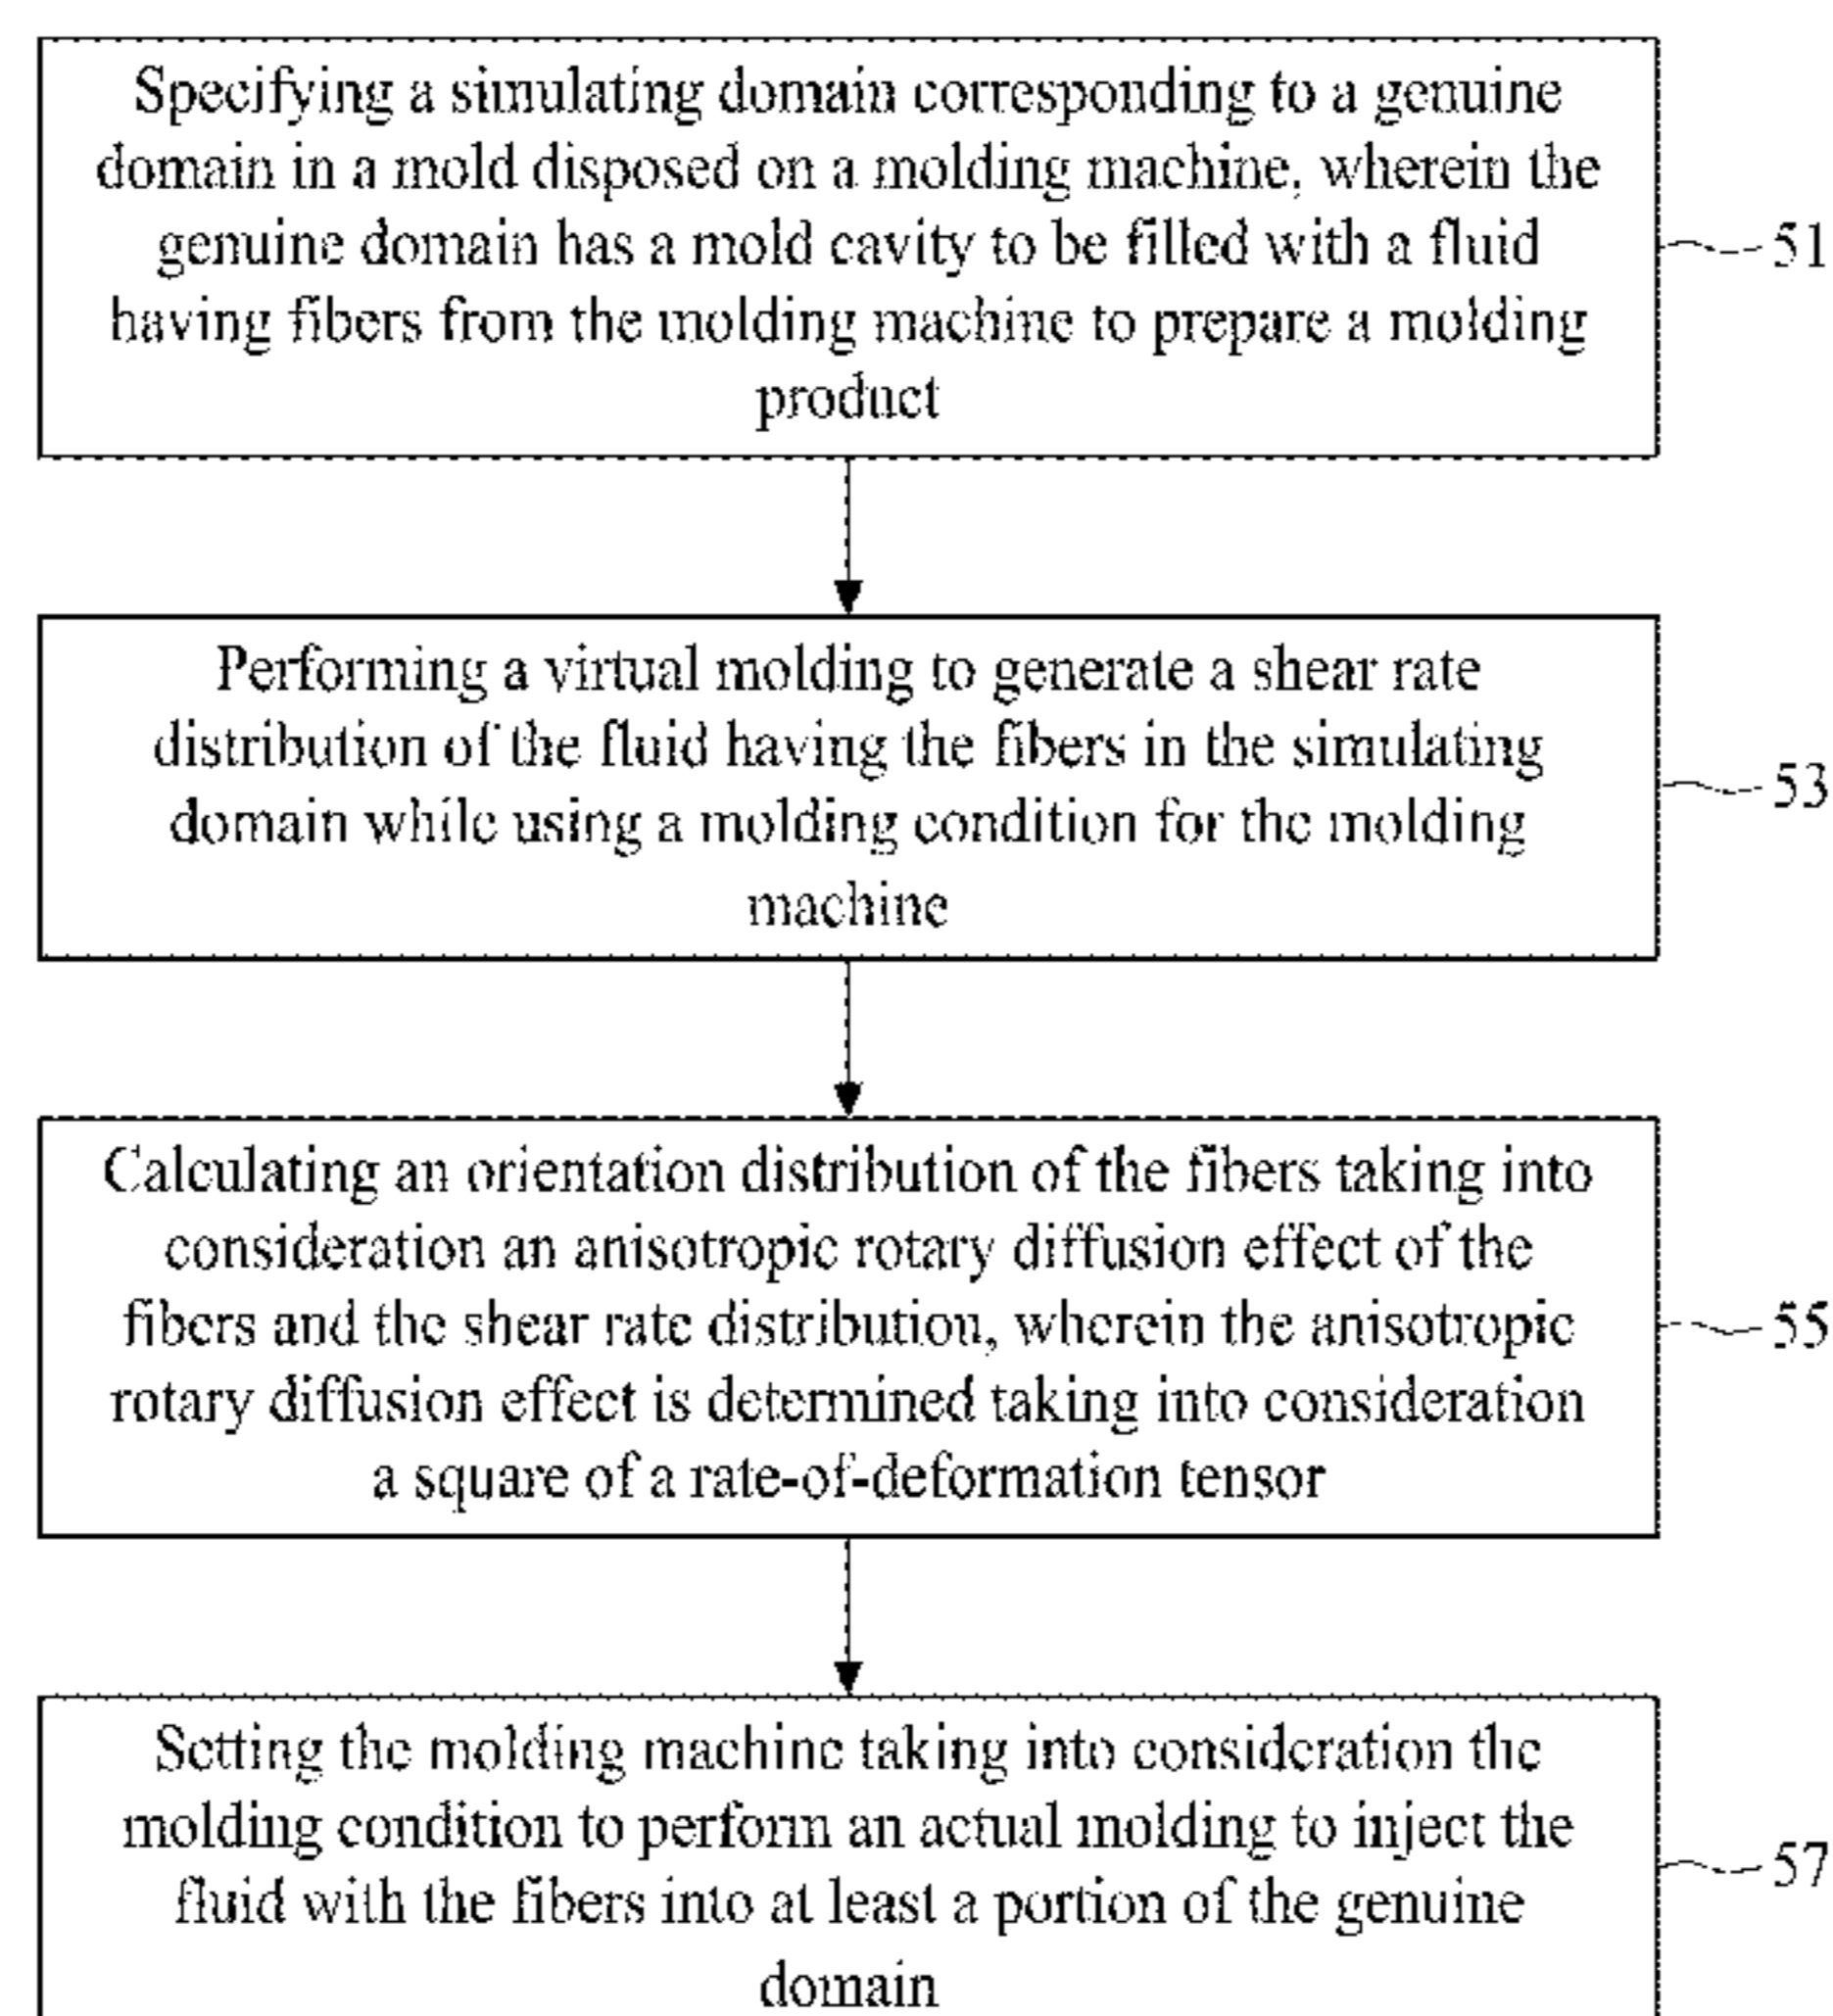 Specifying a simulating domain corresponding to a genuine
domain in a mold disposed on a molding machine, wherein the
genuine domain has a mold cavity to be filled with a fluid
having fibers from the molding machine to prepare a molding
product
51
Performing a virtual molding to generate a shear rate
distribution of the fluid having the fibers in the simulating
domain while using a molding condition for the molding
machine
53
Calculating an orientation distribution of the fibers taking into
consideration an anisotropic rotary diffusion effect of the
fibers and the shear rate distribution, wherein the anisotropic
rotary diffusion effect is determined taking into consideration
a square of a rate-of-deformation tensor
55
Setting the molding machine taking into consideration the
molding condition to perform an actual molding to inject the
fluid with the fibers into at least a portion of the genuine
domain
57